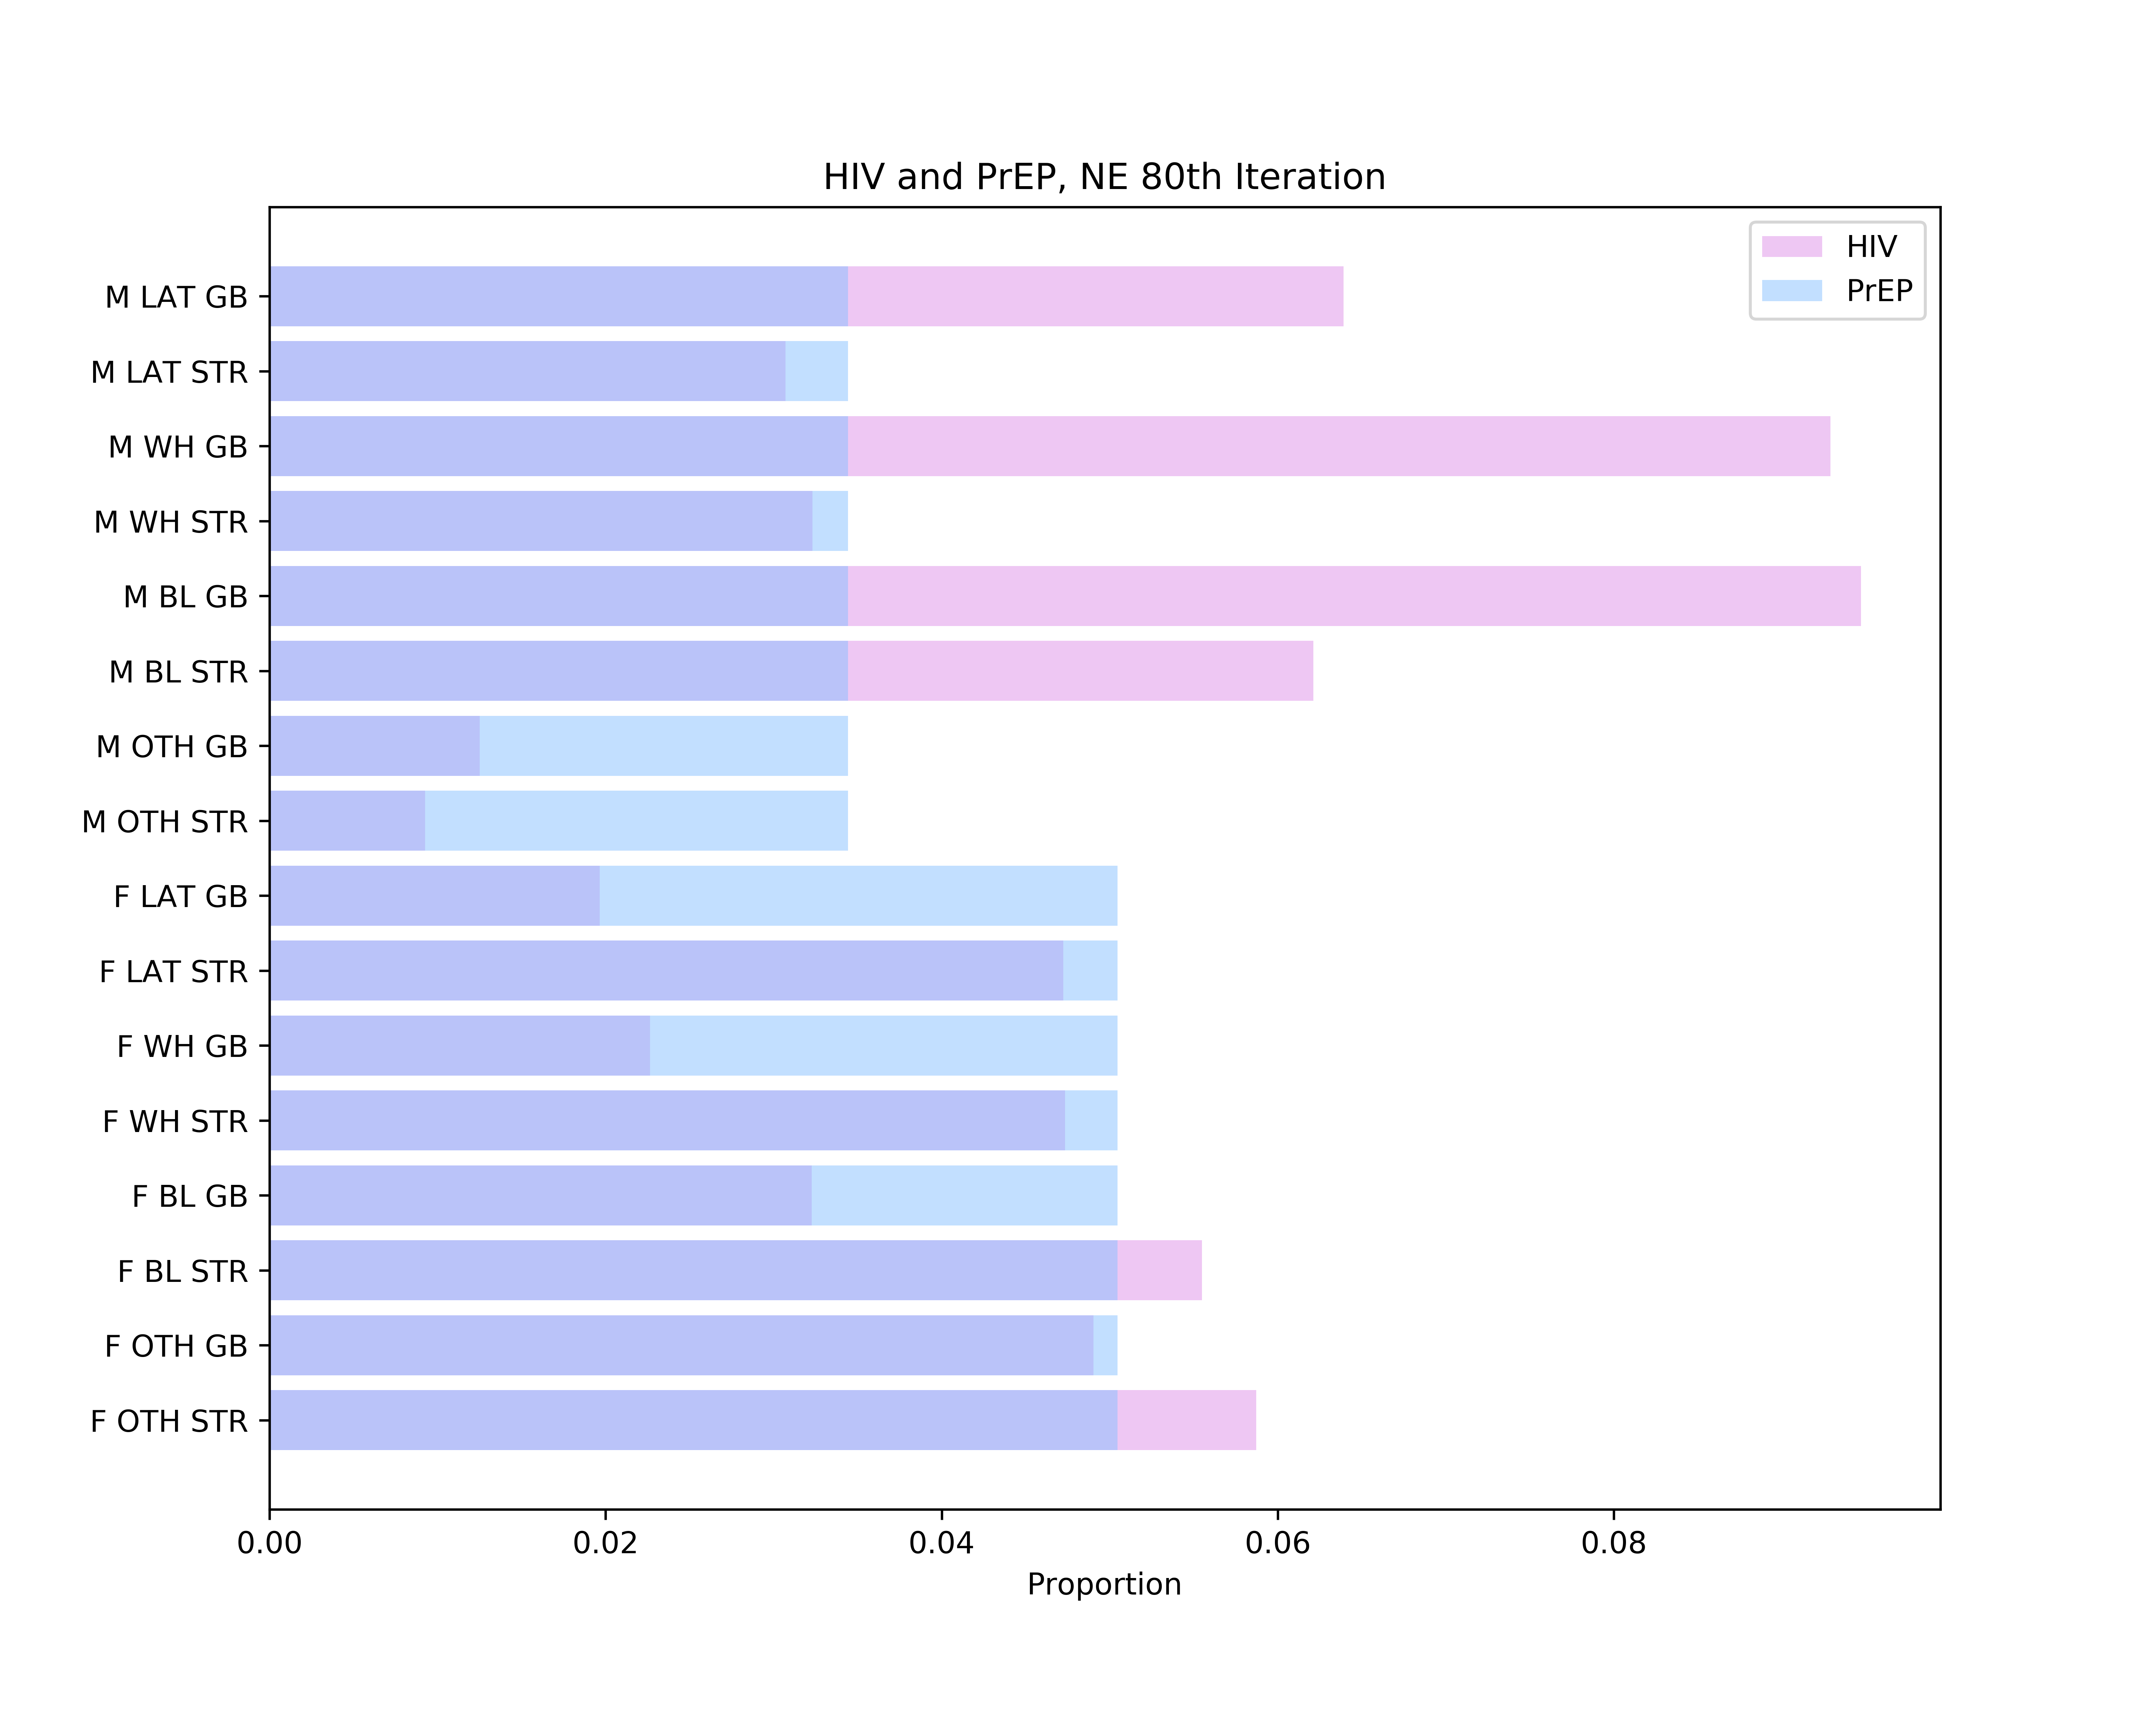 HIV and PrEP, NE 80th Iteration
HIV
PrEP
M LAT GB
M LAT STR
M WH GB
M WH STR
M BL GB
M BL STR
M OTH GB
M OTH STR
F LAT GB
F LAT STR
F WH GB
F WH STR
F BL GB
F BL STR
F OTH GB
F OTH STR
0.00 0.02 0.04 0.06 0.08
Proportion